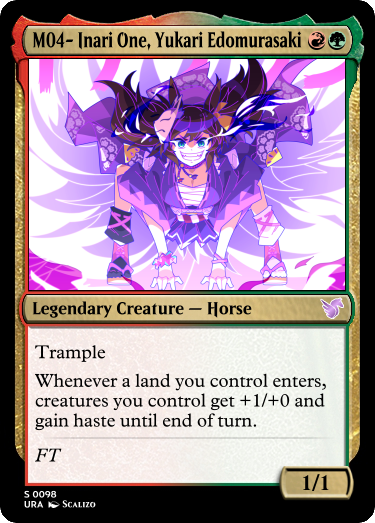 M04- Inari One, Yukari Edomurasaki
Legendary Creature — Horse
Trample
Whenever a land you control enters,
creatures you control get +1/+0 and
gain haste until end of turn.
FT
1/1
S 0098
URA Scalizo